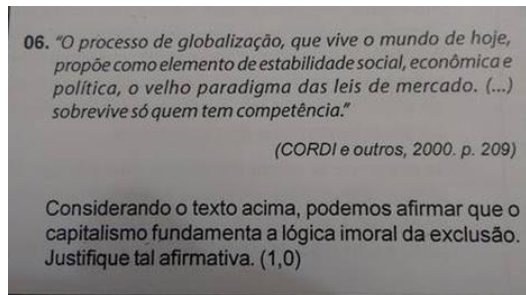 06. "O processo de globalização, que vive o mundo de hoje,
propõe como elemento de estabilidade social, econômica e
política, o velho paradigma das leis de mercado. (...)
sobrevive só quem tem competência."
(CORDI e outros, 2000. p. 209)
Considerando o texto acima, podemos afirmar que o
capitalismo fundamenta a lógica imoral da exclusão.
Justifique tal afirmativa. (1,0)